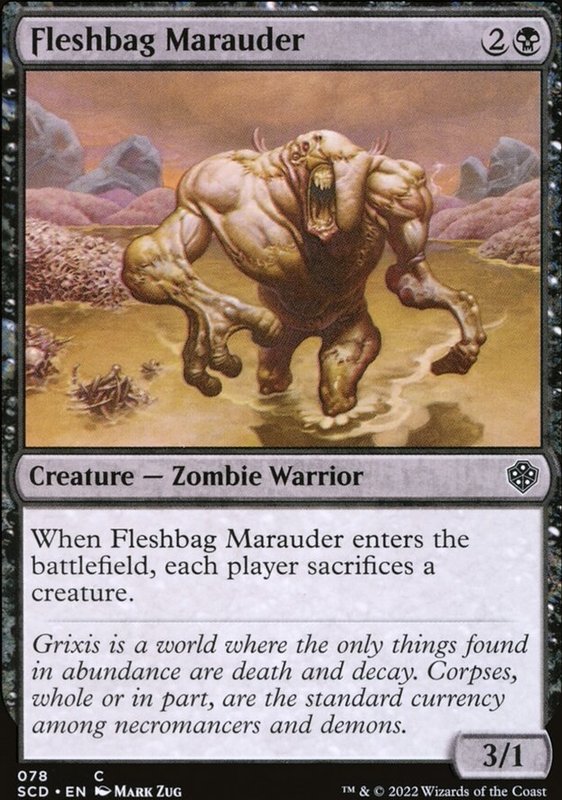 Fleshbag Marauder 2
Creature — Zombie Warrior
When Fleshbag Marauder enters the
battlefield, each player sacrifices a
creature.
Grixis is a world where the only things found
in abundance are death and decay. Corpses,
whole or in part, are the standard currency
among necromancers and demons.
3/1
078 C
SCD • EN Mark Zug
™ & © 2022 Wizards of the Coast